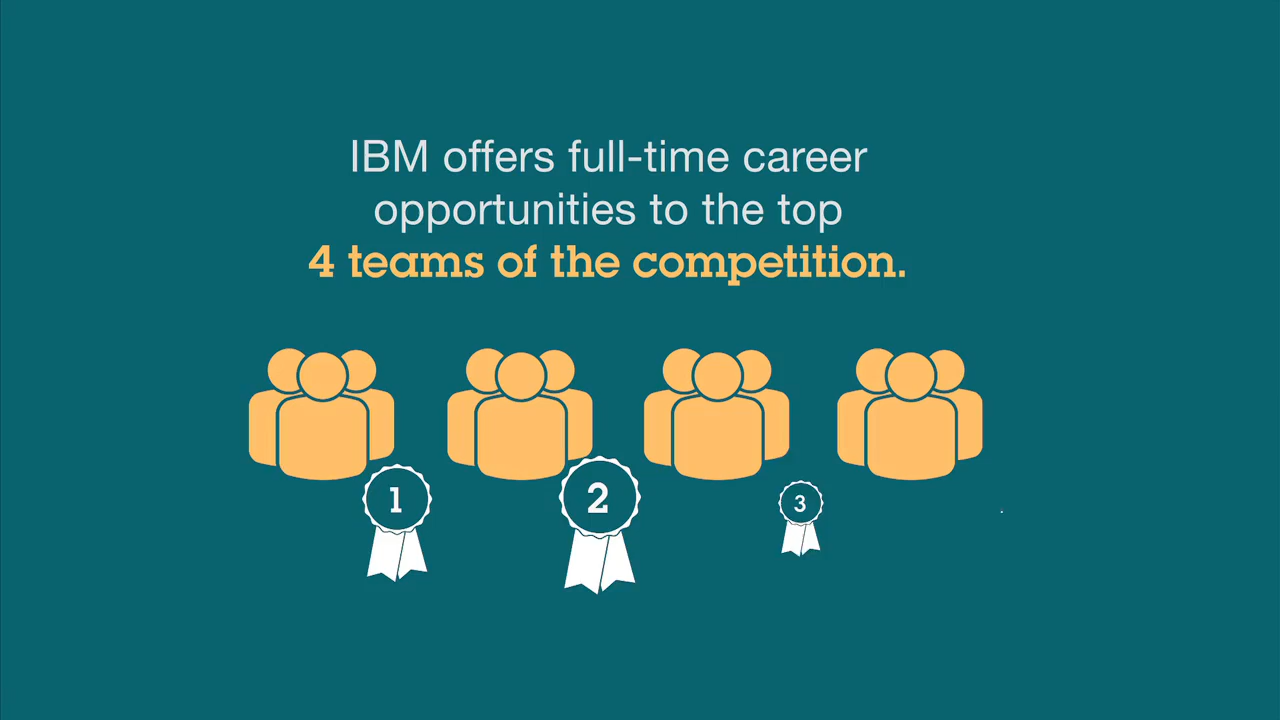 IBM offers full-time career
opportunities to the top
4 teams of the competition.
1
2
3